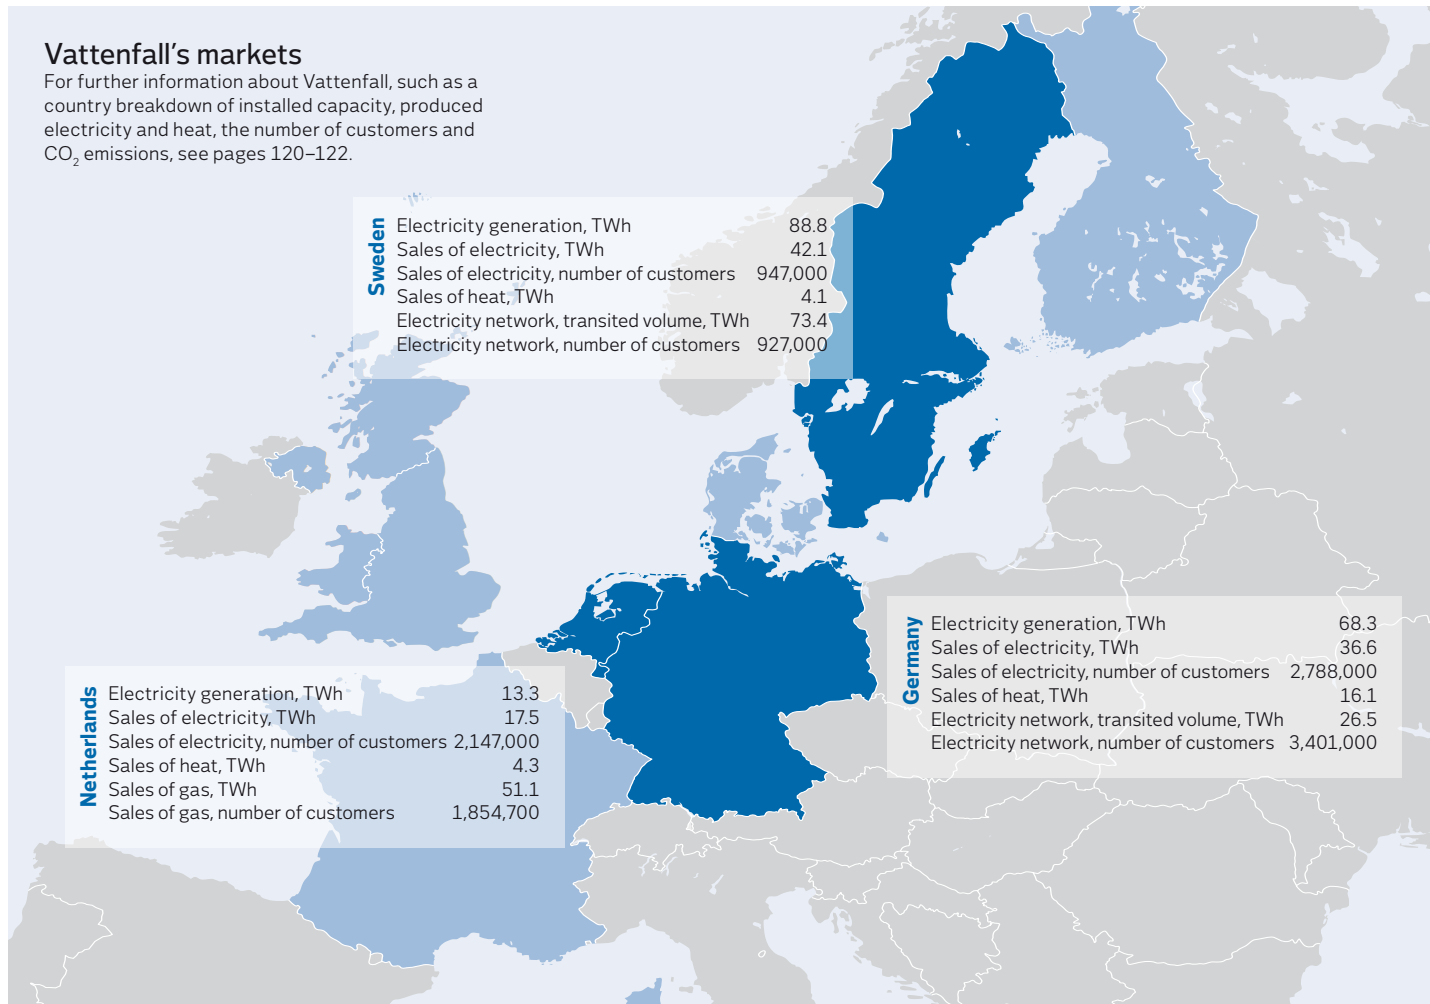 Vattenfall’s markets
For further information about Vattenfall, such as a
country breakdown of installed capacity, produced
electricity and heat, the number of customers and
CO₂ emissions, see pages 120–122.
Sweden
Electricity generation, TWh 88.8
Sales of electricity, TWh 42.1
Sales of electricity, number of customers 947,000
Sales of heat, TWh 4.1
Electricity network, transited volume, TWh 73.4
Electricity network, number of customers 927,000
Germany
Electricity generation, TWh 68.3
Sales of electricity, TWh 36.6
Sales of electricity, number of customers 2,788,000
Sales of heat, TWh 16.1
Electricity network, transited volume, TWh 26.5
Electricity network, number of customers 3,401,000
Netherlands
Electricity generation, TWh 13.3
Sales of electricity, TWh 17.5
Sales of electricity, number of customers 2,147,000
Sales of heat, TWh 4.3
Sales of gas, TWh 51.1
Sales of gas, number of customers 1,854,700